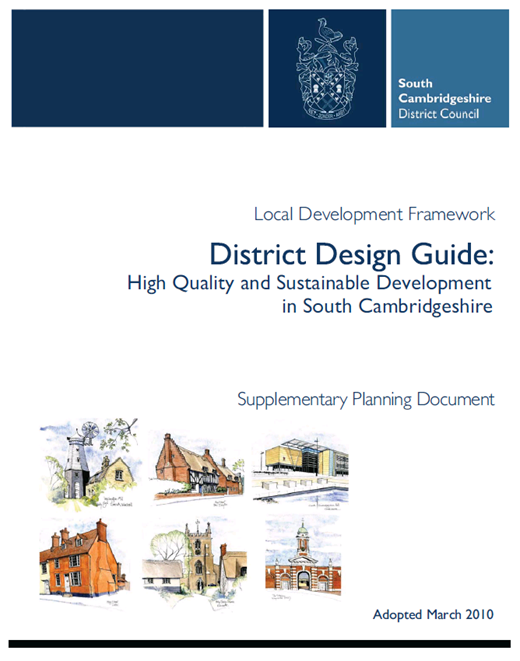 South
Cambridgeshire
District Council
Local Development Framework
District Design Guide:
High Quality and Sustainable Development
in South Cambridgeshire
Supplementary Planning Document
Adopted March 2010